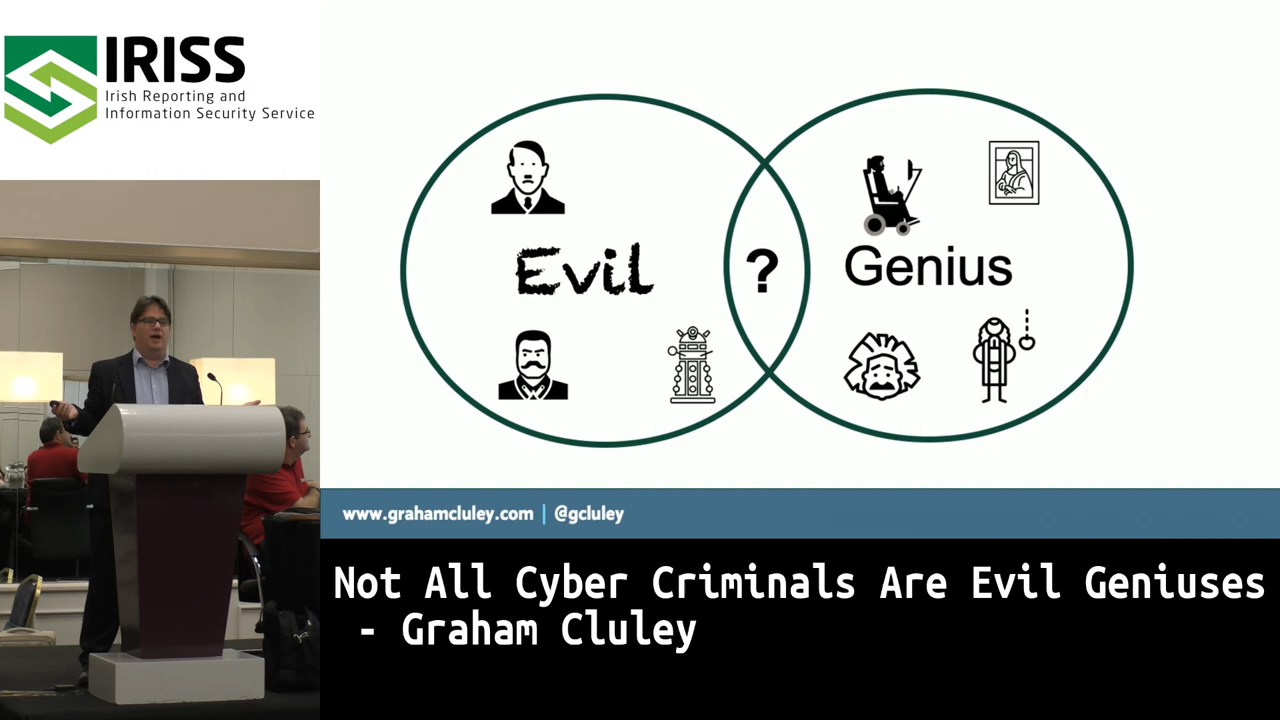 IRISS
Irish Reporting and
Information Security Service
Evil
?
Genius
www.grahamcluley.com | @gcluley
Not All Cyber Criminals Are Evil Geniuses
- Graham Cluley